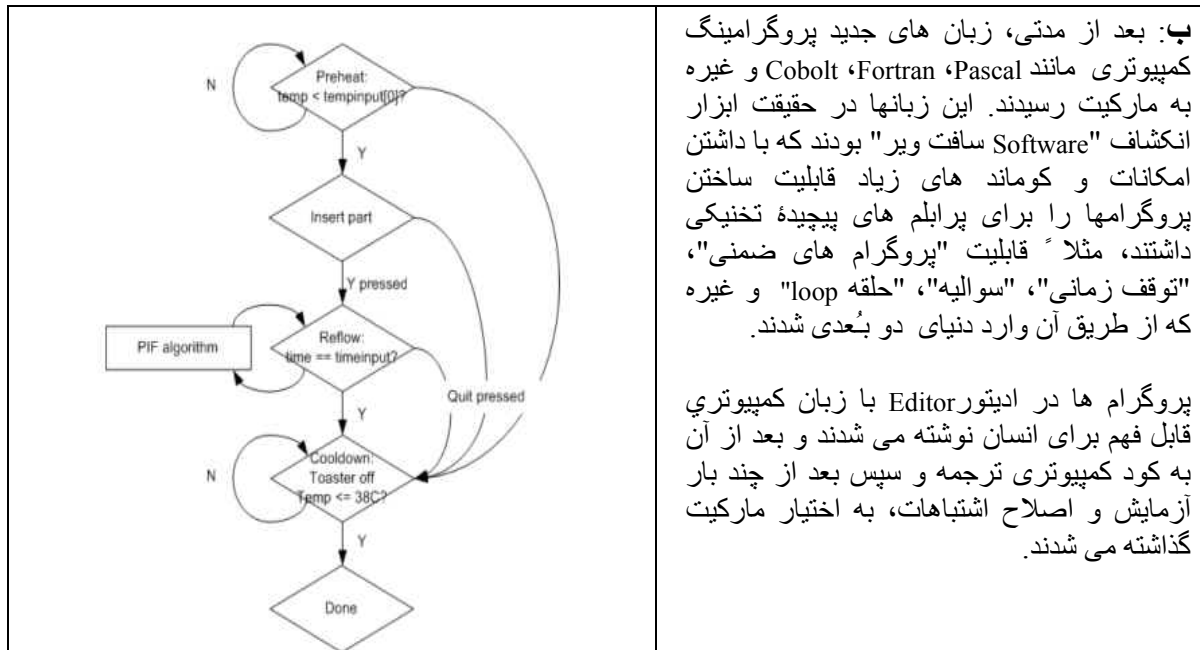 Preheat:
temp < tempinput[0]?
N
Y
Insert part
Y pressed
Reflow:
time == timeinput?
PIF algorithm
Quit pressed
Y
Cooldown:
Toaster off
Temp <= 38C?
N
Y
Done
ب: بعد از مدتی، زبان های جدید پروگرامینگ
کمپیوتری مانند Cobolt ،Fortran ،Pascal و غیره
به مارکیت رسیدند. این زبانها در حقیقت ابزار
انکشاف "Software سافت ویر" بودند که با داشتن
امکانات و کوماند های زیاد قابلیت ساختن
پروگرامها را برای پرابلم های پیچیدۀ تخنیکی
داشتند، مثلا ً قابلیت "پروگرام های ضمنی"،
"توقف زمانی"، "سوالیه"، "حلقه loop" و غیره
که از طریق آن وارد دنیای دو بـُعدی شدند.
پروگرام ها در ادیتورEditor با زبان کمپیوتري
قابل فهم برای انسان نوشته می شدند و بعد از آن
به کود کمپیوتری ترجمه و سپس بعد از چند بار
آزمایش و اصلاح اشتباهات، به اختیار مارکیت
گذاشته می شدند.